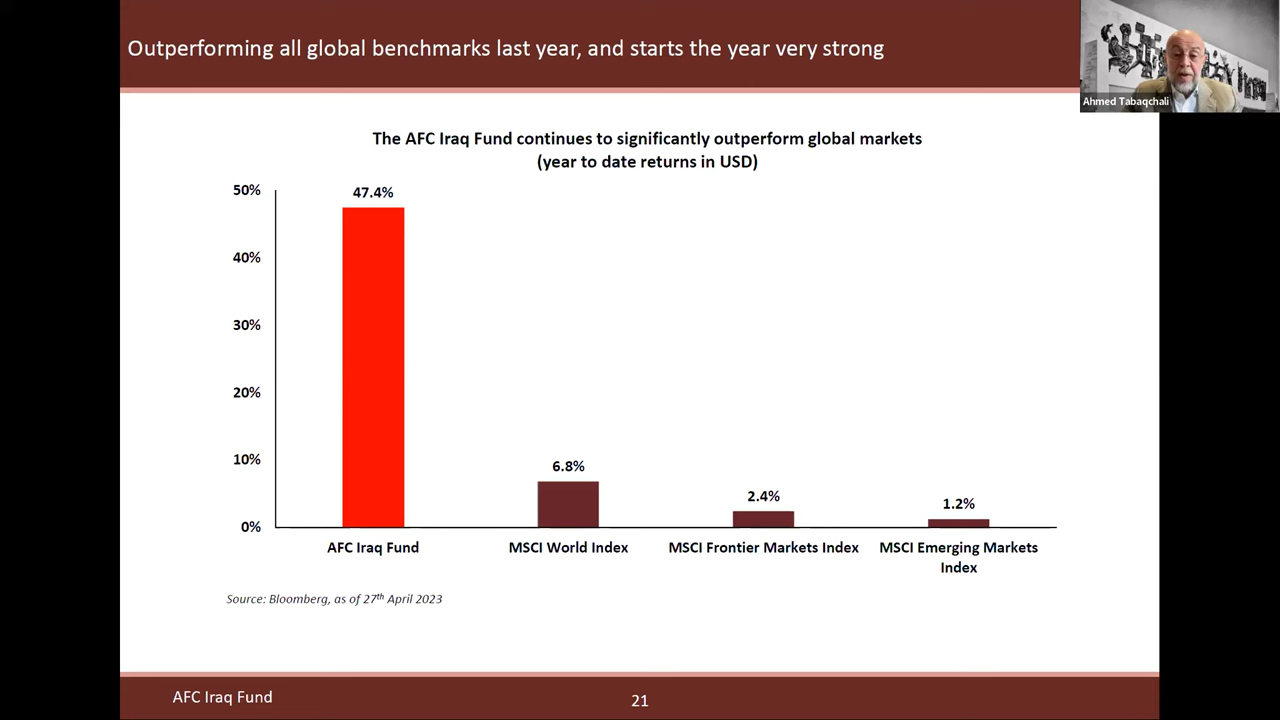 Outperforming all global benchmarks last year, and starts the year very strong
Ahmed Tabaqchali
The AFC Iraq Fund continues to significantly outperform global markets
(year to date returns in USD)
50%
40%
30%
20%
10%
0%
47.4%
6.8%
2.4%
1.2%
AFC Iraq Fund
MSCI World Index
MSCI Frontier Markets Index
MSCI Emerging Markets
Index
Source: Bloomberg, as of 27th April 2023
AFC Iraq Fund
21